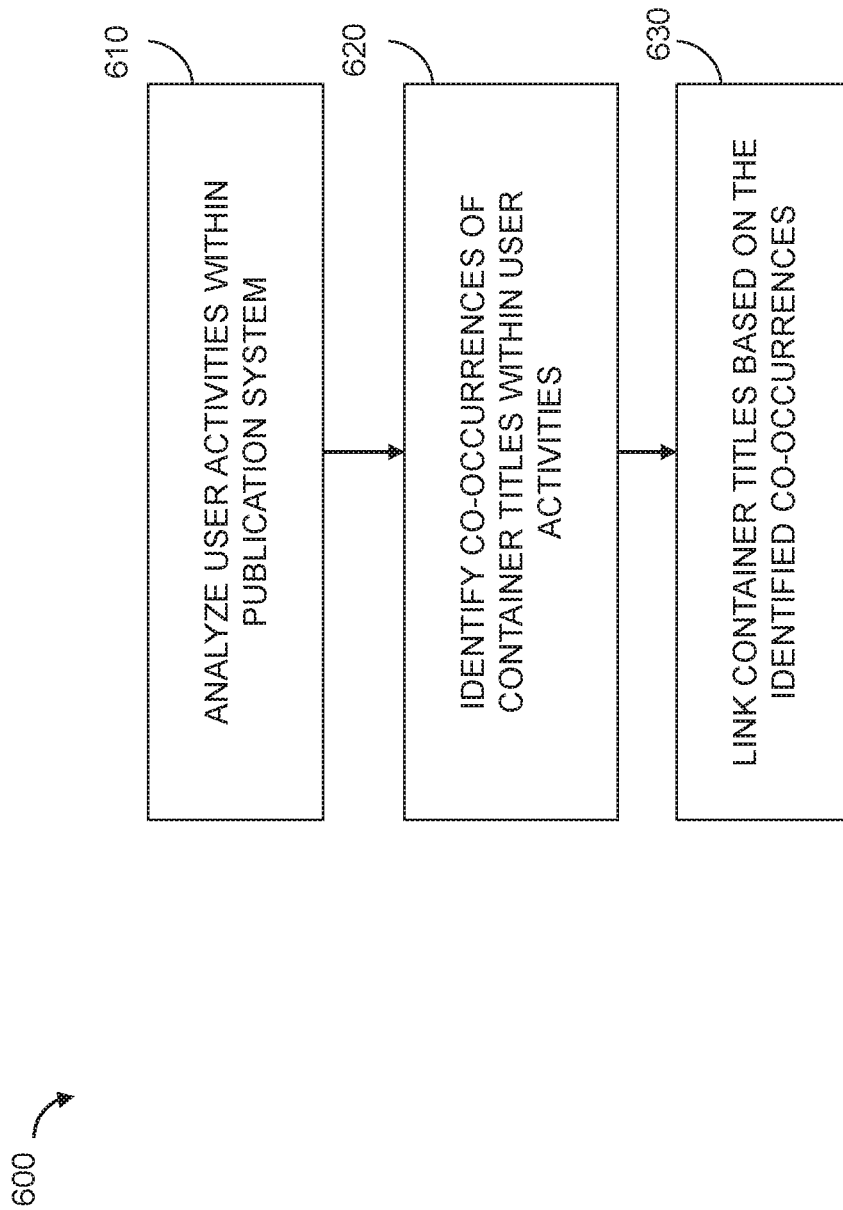 600
610
ANALYZE USER ACTIVITIES WITHIN
PUBLICATION SYSTEM
620
IDENTIFY CO-OCCURRENCES OF
CONTAINER TITLES WITHIN USER
ACTIVITIES
630
LINK CONTAINER TITLES BASED ON THE
IDENTIFIED CO-OCCURRENCES